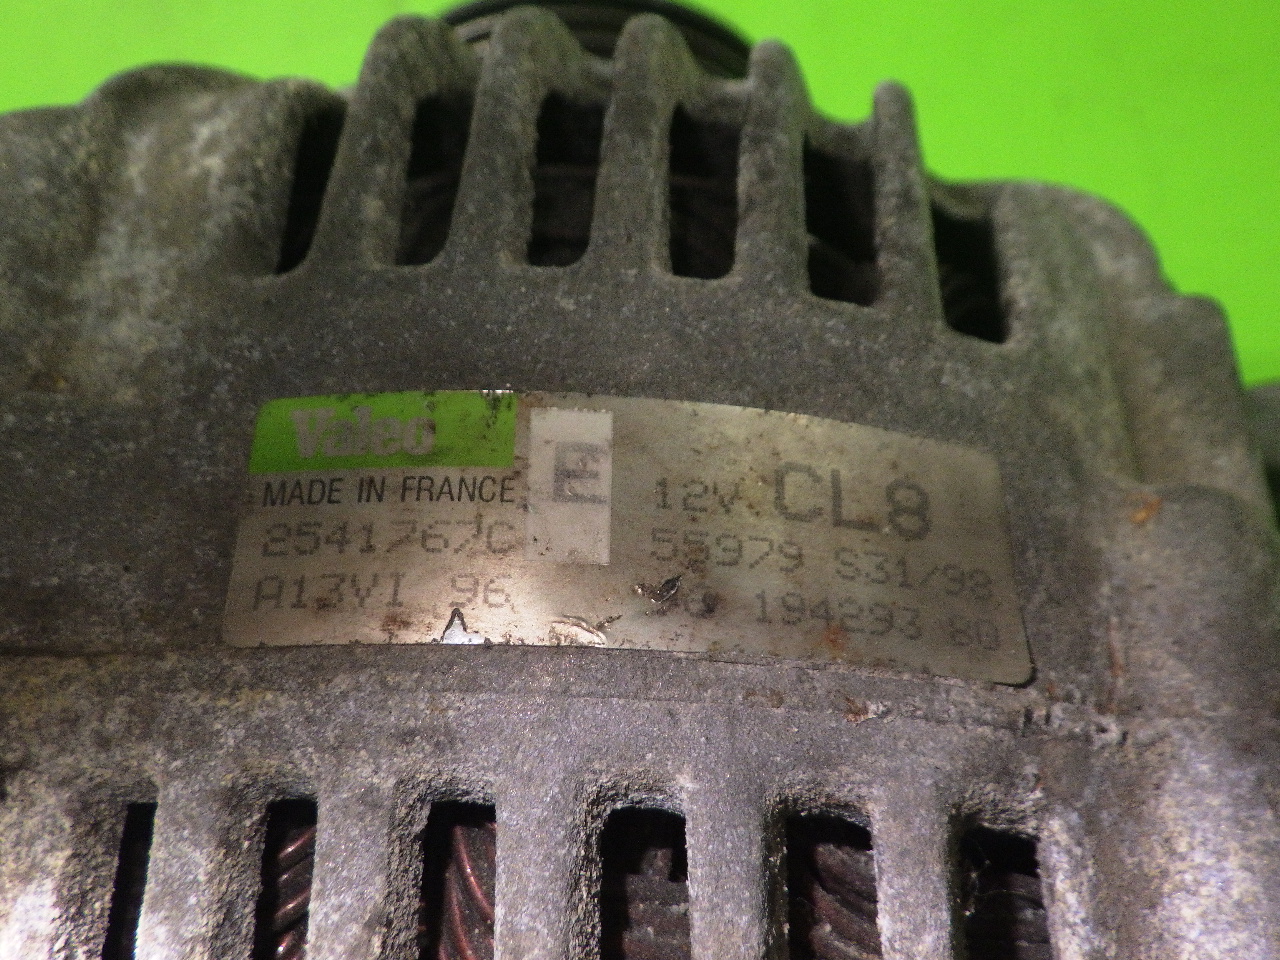 Valeo
MADE IN FRANCE
E
12V CL8
2541767C
55979 S31/98
A13VI 96
194293 80